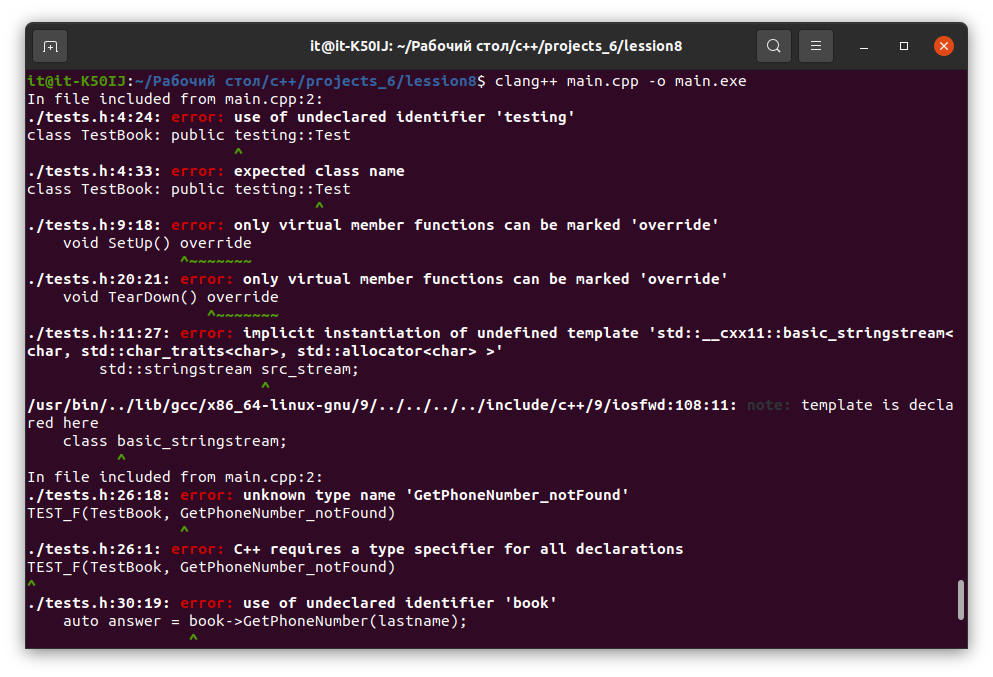 it@it-K50IJ: ~/Рабочий стол/c++/projects_6/lession8
it@it-K50IJ:~/Рабочий стол/c++/projects_6/lession8$ clang++ main.cpp -o main.exe
In file included from main.cpp:2:
./tests.h:4:24: error: use of undeclared identifier 'testing'
class TestBook: public testing::Test
^
./tests.h:4:33: error: expected class name
class TestBook: public testing::Test
^
./tests.h:9:18: error: only virtual member functions can be marked 'override'
void SetUp() override
^~~~~~~~
./tests.h:20:21: error: only virtual member functions can be marked 'override'
void TearDown() override
^~~~~~~~
./tests.h:11:27: error: implicit instantiation of undefined template 'std::__cxx11::basic_stringstream<
char, std::char_traits<char>, std::allocator<char> >'
std::stringstream src_stream;
^
/usr/bin/../lib/gcc/x86_64-linux-gnu/9/../../../../include/c++/9/iosfwd:108:11: note: template is decla
red here
class basic_stringstream;
^
In file included from main.cpp:2:
./tests.h:26:18: error: unknown type name 'GetPhoneNumber_notFound'
TEST_F(TestBook, GetPhoneNumber_notFound)
^
./tests.h:26:1: error: C++ requires a type specifier for all declarations
TEST_F(TestBook, GetPhoneNumber_notFound)
^
./tests.h:30:19: error: use of undeclared identifier 'book'
auto answer = book->GetPhoneNumber(lastname);
^